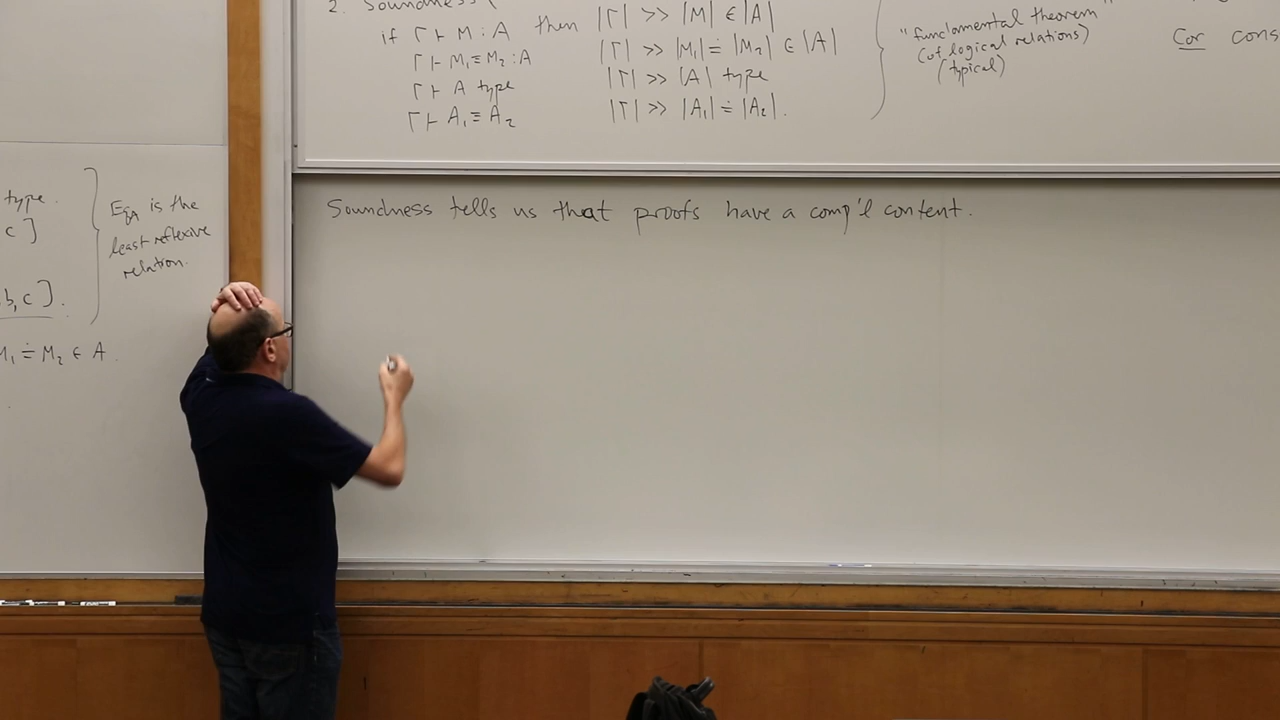 2. Soundness
if Γ ⊢ M : A then |Γ| >> |M| ∈ |A|
Γ ⊢ M₁ ≡ M₂ : A |Γ| >> |M₁| ≐ |M₂| ∈ |A|
Γ ⊢ A type |Γ| >> |A| type
Γ ⊢ A₁ ≡ A₂ |Γ| >> |A₁| ≐ |A₂|.
"fundamental theorem"
(of logical relations)
(typical)
Cor cons
type.
c]
b, c].
Eq_A is the
least reflexive
relation.
M₁ ≐ M₂ ∈ A.
Soundness tells us that proofs have a comp'l content.